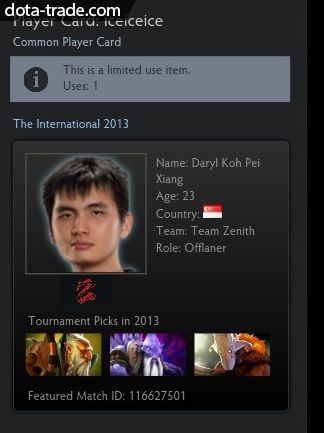 dota-trade.com
Player Card: iceiceice
Common Player Card
This is a limited use item.
Uses: 1
The International 2013
Name: Daryl Koh Pei
Xiang
Age: 23
Country:
Team: Team Zenith
Role: Offlaner
Tournament Picks in 2013
Featured Match ID: 116627501